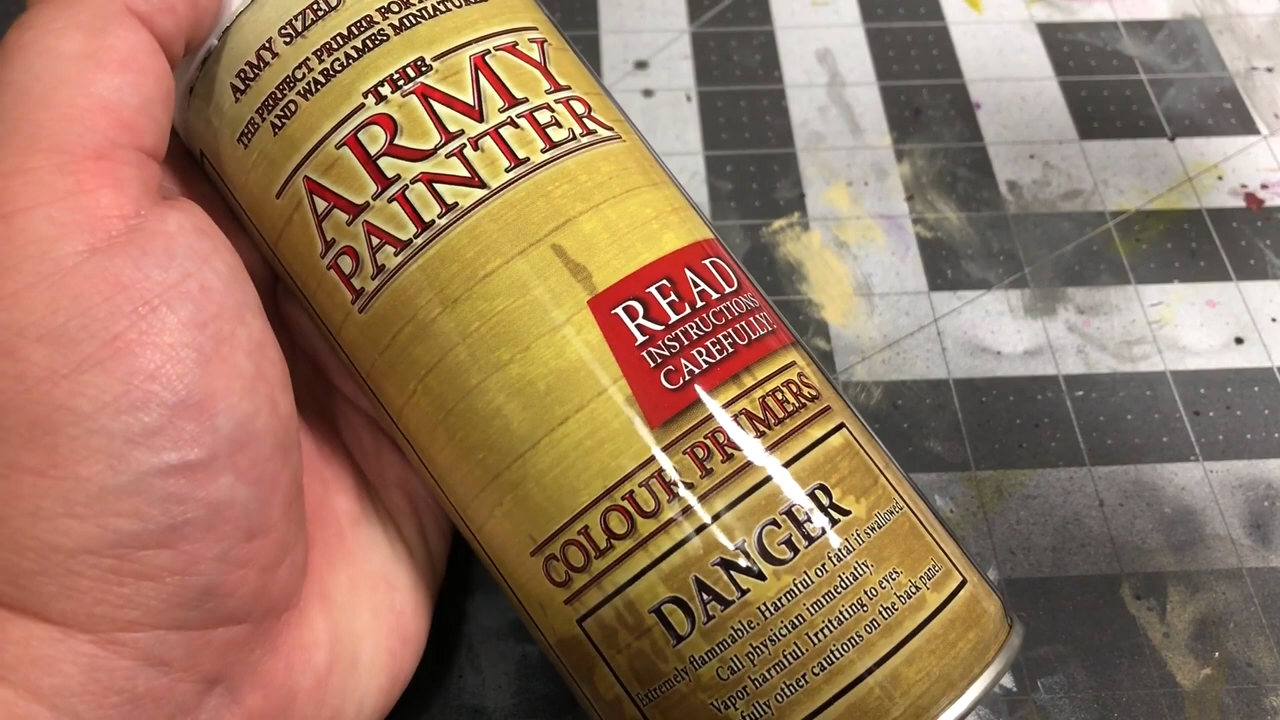 ARMY SIZED
THE PERFECT PRIMER FOR
AND WARGAMES MINIATURE
THE
ARMY
PAINTER
READ
INSTRUCTIONS
CAREFULLY!
COLOUR PRIMERS
DANGER
Extremely flammable. Harmful or fatal if swallowed.
Call physician immediatly.
Vapor harmful. Irritating to eyes.
fully other cautions on the back panel.